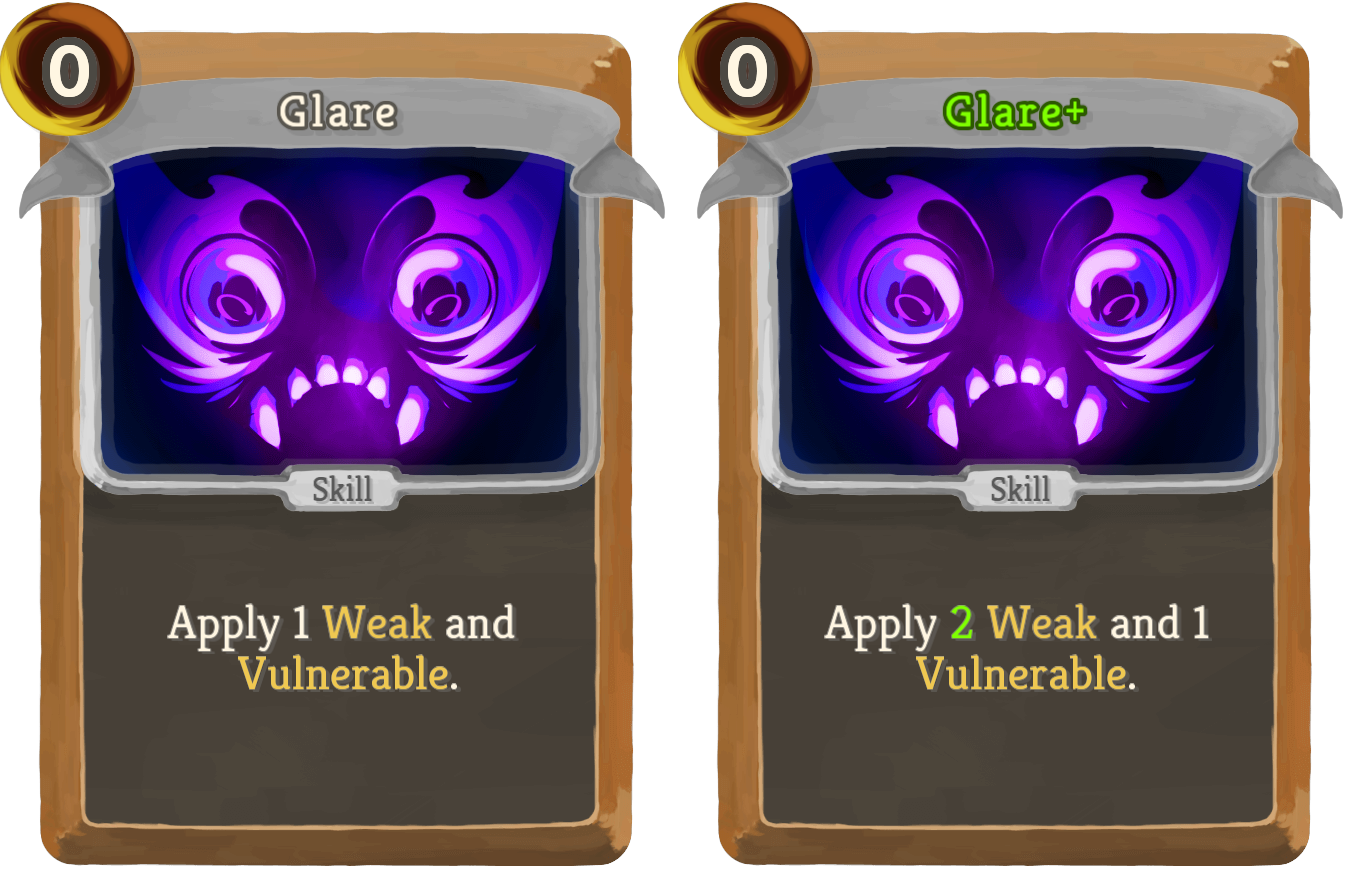 0
Glare
Skill
Apply 1 Weak and
Vulnerable.
0
Glare+
Skill
Apply 2 Weak and 1
Vulnerable.